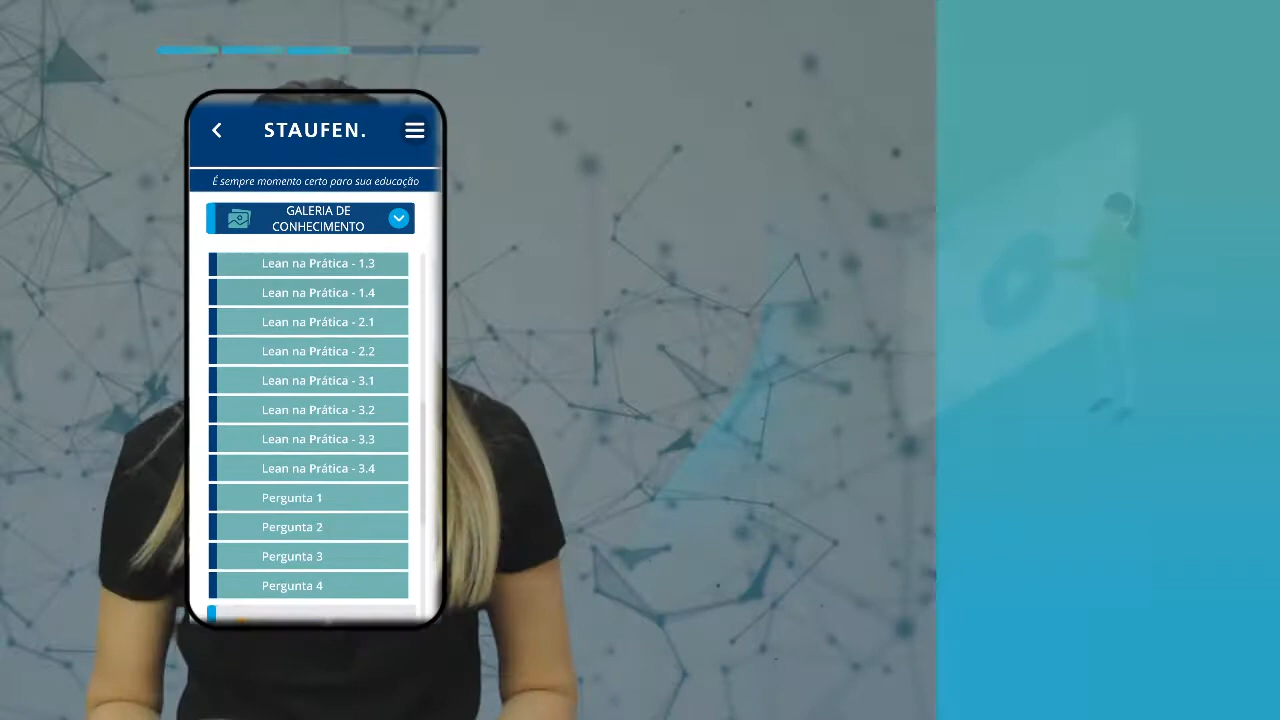 STAUFEN.
É sempre momento certo para sua educação
GALERIA DE
CONHECIMENTO
Lean na Prática - 1.3
Lean na Prática - 1.4
Lean na Prática - 2.1
Lean na Prática - 2.2
Lean na Prática - 3.1
Lean na Prática - 3.2
Lean na Prática - 3.3
Lean na Prática - 3.4
Pergunta 1
Pergunta 2
Pergunta 3
Pergunta 4